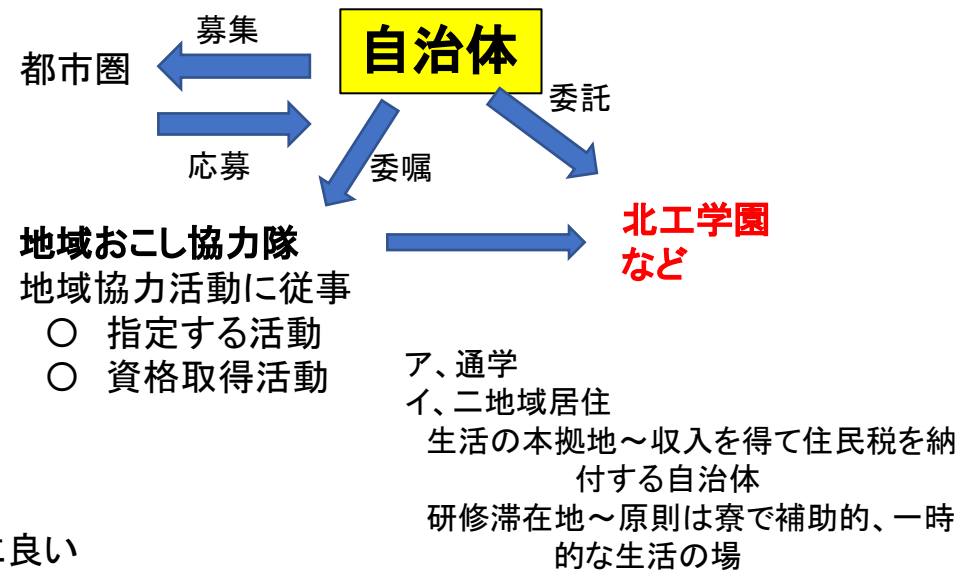 募集
自治体
都市圏
委託
応募
委嘱
地域おこし協力隊
北工学園
など
地域協力活動に従事
○ 指定する活動
○ 資格取得活動
ア、通学
イ、二地域居住
生活の本拠地~収入を得て住民税を納
付する自治体
研修滞在地~原則は寮で補助的、一時
的な生活の場
良い